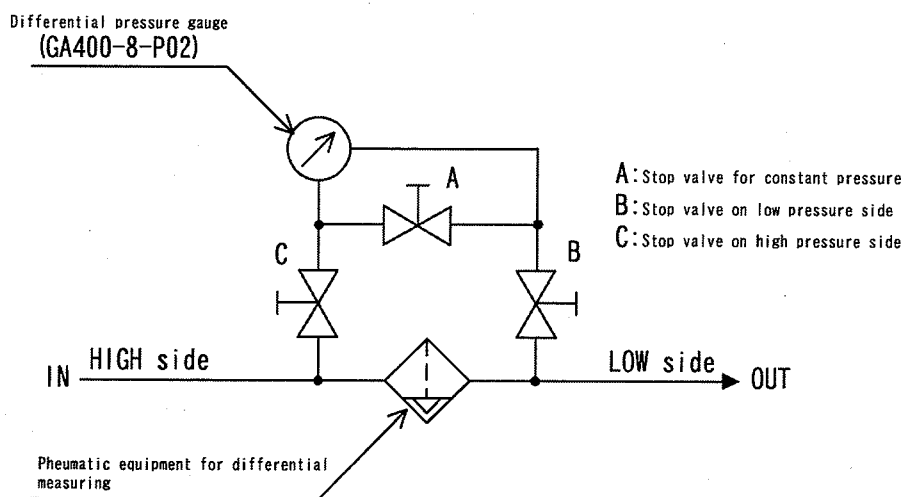 Differential pressure gauge
(GA400-8-P02)
A
A:Stop valve for constant pressure
B:Stop valve on low pressure side
C:Stop valve on high pressure side
C
B
IN
HIGH side
LOW side
OUT
Pheumatic equipment for differential
measuring